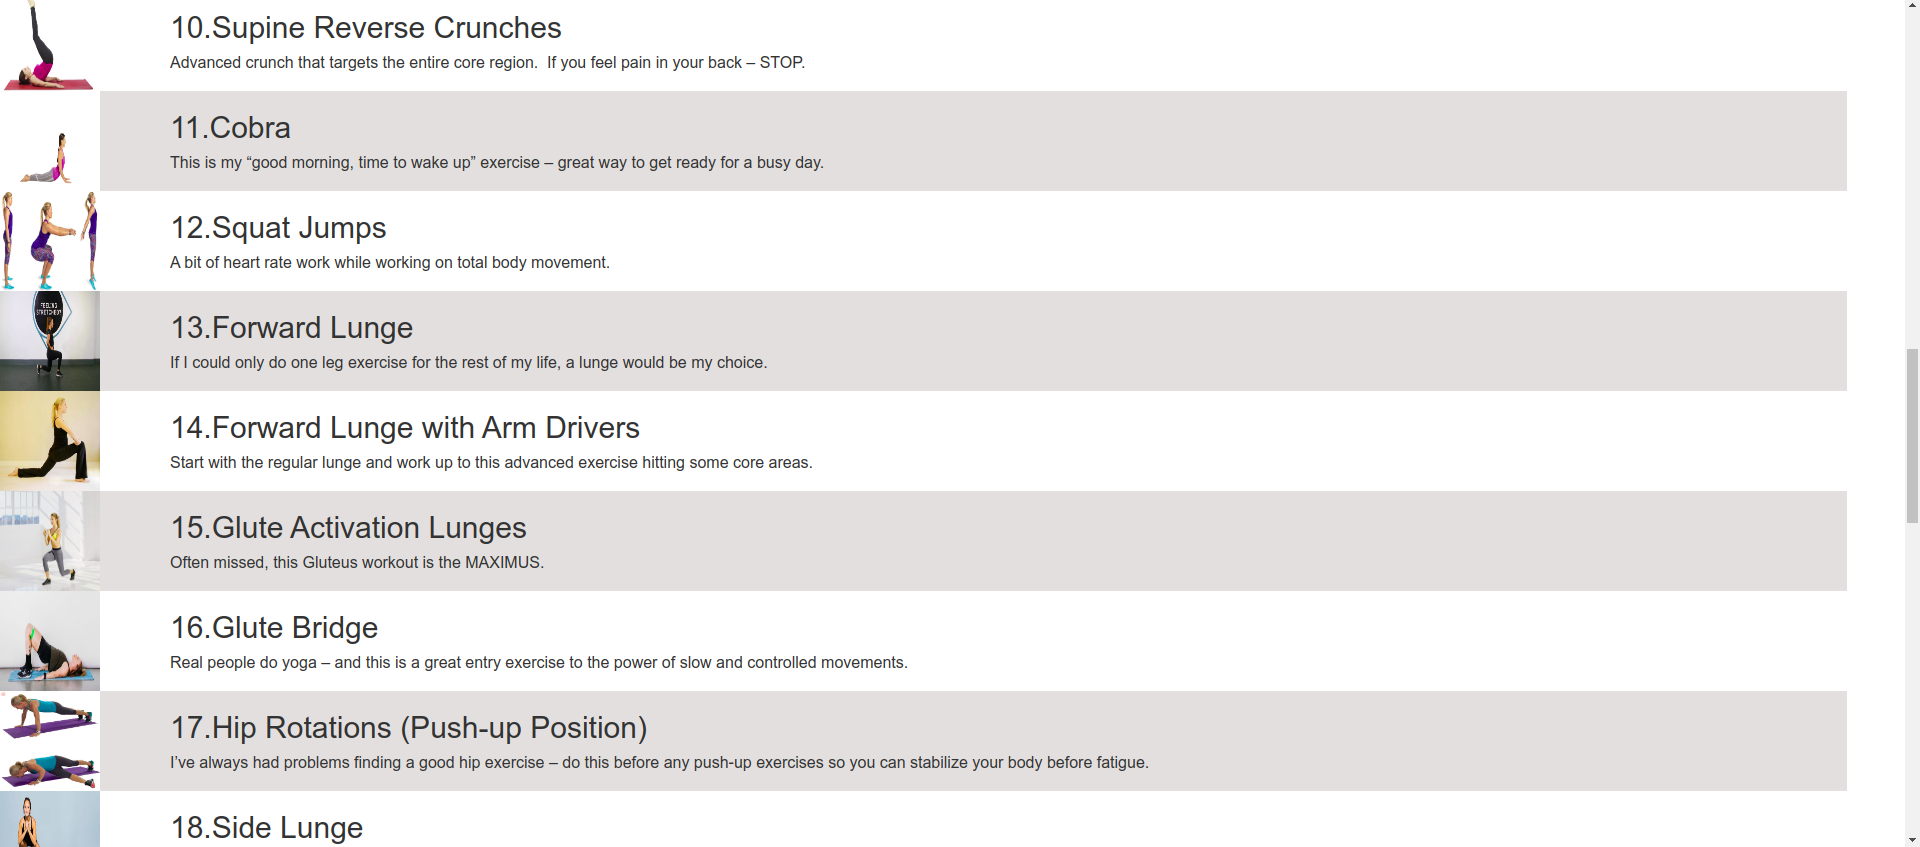 10.Supine Reverse Crunches
Advanced crunch that targets the entire core region.  If you feel pain in your back – STOP.
11.Cobra
This is my “good morning, time to wake up” exercise – great way to get ready for a busy day.
12.Squat Jumps
A bit of heart rate work while working on total body movement.
FEELING
STRETCHED?
13.Forward Lunge
If I could only do one leg exercise for the rest of my life, a lunge would be my choice.
14.Forward Lunge with Arm Drivers
Start with the regular lunge and work up to this advanced exercise hitting some core areas.
15.Glute Activation Lunges
Often missed, this Gluteus workout is the MAXIMUS.
16.Glute Bridge
Real people do yoga – and this is a great entry exercise to the power of slow and controlled movements.
17.Hip Rotations (Push-up Position)
I’ve always had problems finding a good hip exercise – do this before any push-up exercises so you can stabilize your body before fatigue.
18.Side Lunge